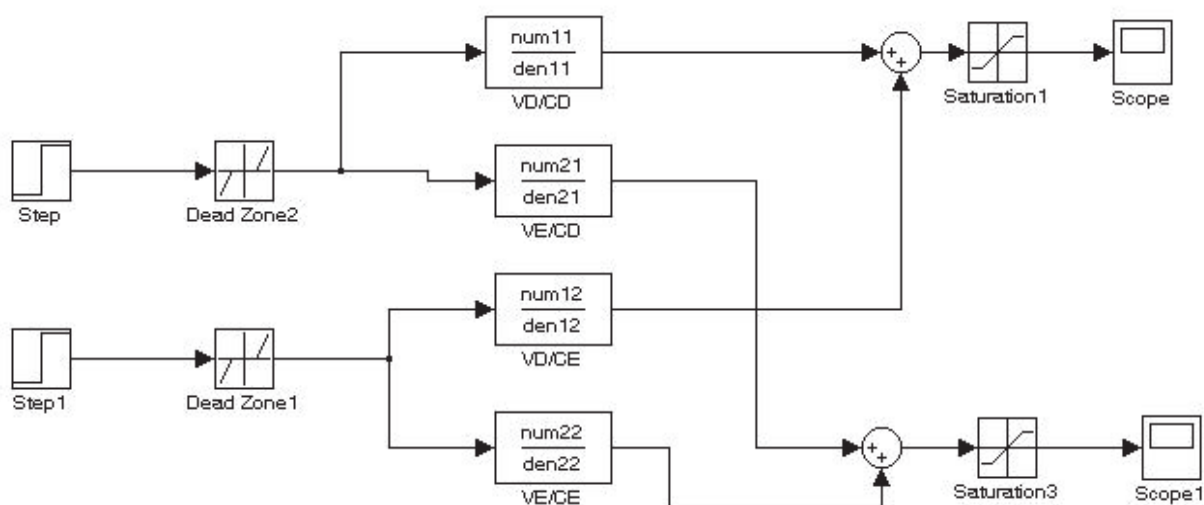 num11
den11
VD/CD
+
+
Saturation1
Scope
Step
Dead Zone2
num21
den21
VE/CD
num12
den12
VD/CE
Step1
Dead Zone1
num22
den22
VE/CE
+
+
Saturation3
Scope1